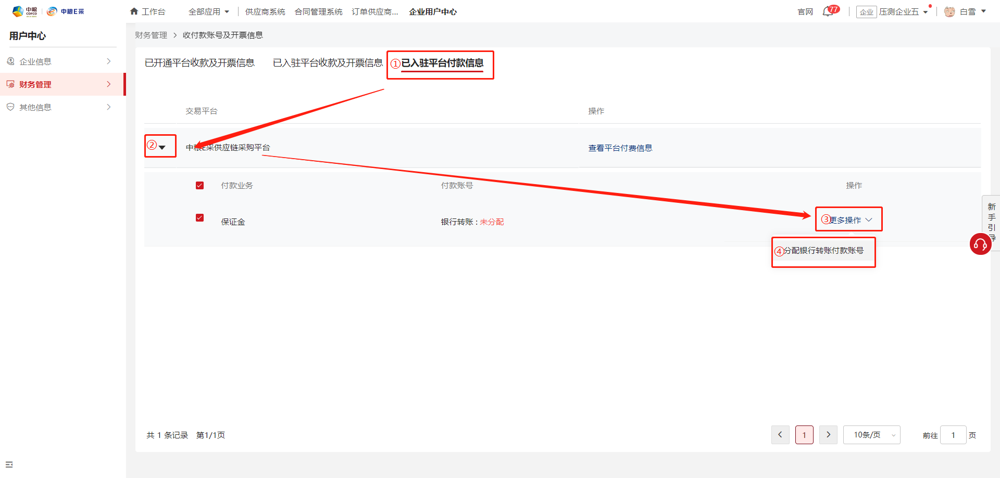 中粮 COFCO 中粮E采
工作台 全部应用 供应商系统 合同管理系统 订单供应商... 企业用户中心 官网 77 企业 压测企业五 白雪
用户中心
财务管理 > 收付款账号及开票信息
企业信息
财务管理
其他信息
已开通平台收款及开票信息 已入驻平台收款及开票信息 ①已入驻平台付款信息
交易平台 操作
② 中粮E采供应链采购平台 查看平台付费信息
付款业务 付款账号 操作
保证金 银行转账 : 未分配 ③更多操作
④分配银行转账付款账号
新手引导
共 1 条记录 第1/1页 < 1 > 10条/页 前往 1 页